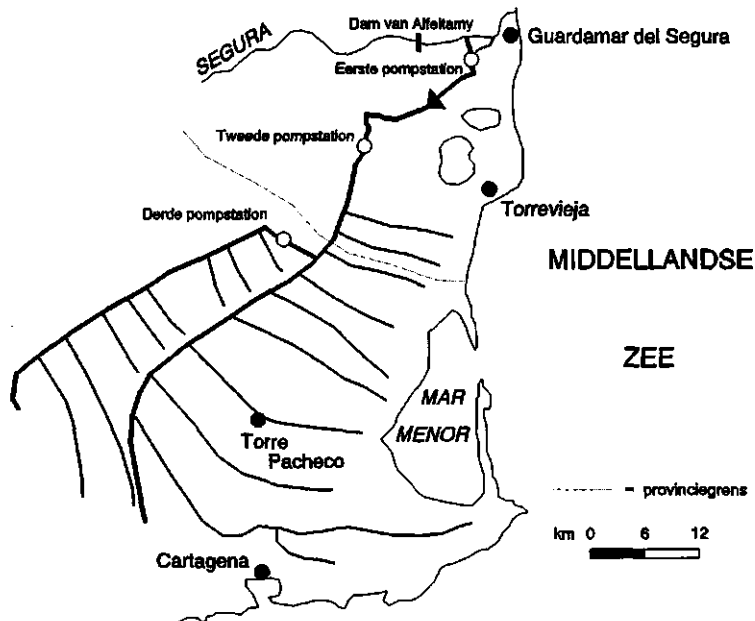 Dam van Alfeitamy
SEGURA
Guardamar del Segura
Eerste pompstation
Tweede pompstation
Torrevieja
Derde pompstation
MIDDELLANDSE
ZEE
MAR
MENOR
Torre
Pacheco
- provinciegrens
km 0 6 12
Cartagena